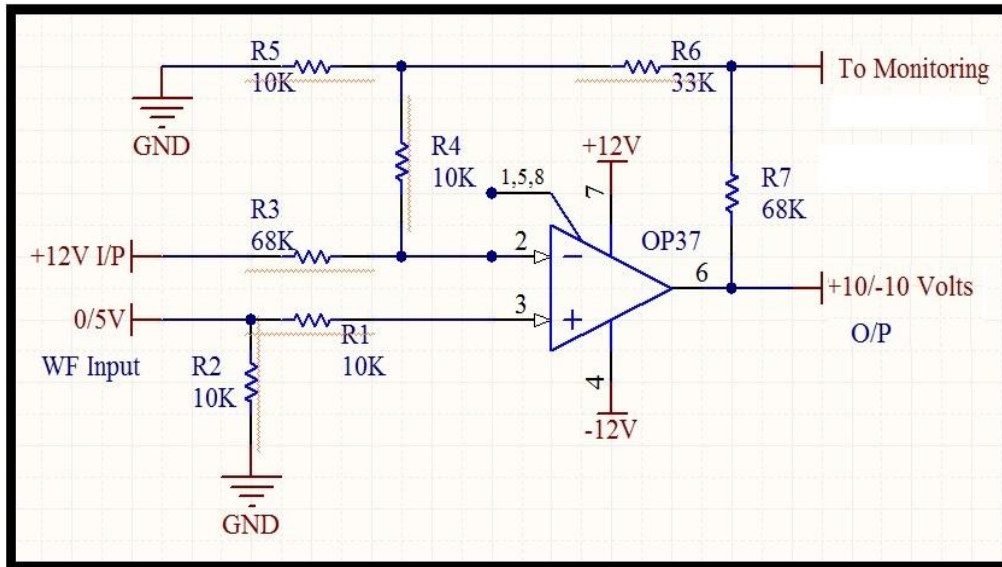 R5
10K
R6
33K
To Monitoring
GND
+12V
R4
10K
1,5,8
7
R7
68K
R3
68K
2
OP37
+12V I/P
−
6
+10/-10 Volts
O/P
0/5V
3
+
WF Input
R1
10K
R2
10K
4
-12V
GND